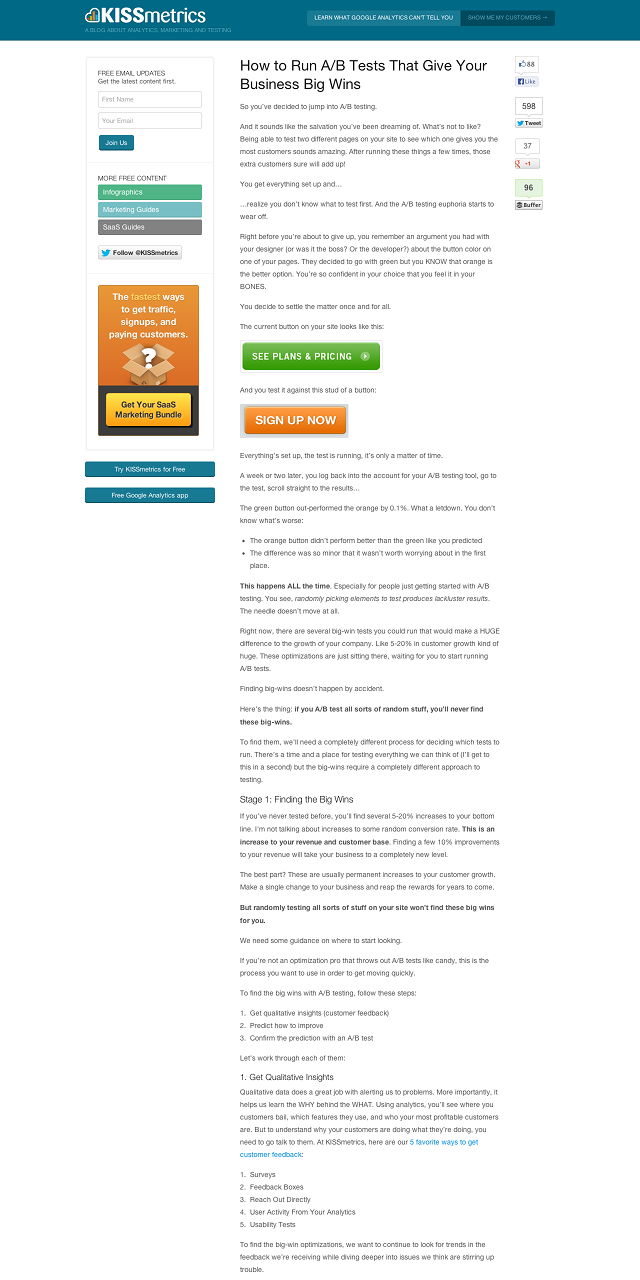 KISSmetrics
A BLOG ABOUT ANALYTICS, MARKETING AND TESTING
LEARN WHAT GOOGLE ANALYTICS CAN'T TELL YOU
SHOW ME MY CUSTOMERS →
FREE EMAIL UPDATES
Get the latest content first.
First Name
Your Email
Join Us
MORE FREE CONTENT
Infographics
Marketing Guides
SaaS Guides
Follow @KISSmetrics
The fastest ways
to get traffic,
signups, and
paying customers.
?
Get Your SaaS
Marketing Bundle
Try KISSmetrics for Free
Free Google Analytics app
How to Run A/B Tests That Give Your
Business Big Wins
So you've decided to jump into A/B testing.
And it sounds like the salvation you've been dreaming of. What's not to like?
Being able to test two different pages on your site to see which one gives you the
most customers sounds amazing. After running these things a few times, those
extra customers sure will add up!
You get everything set up and…
…realize you don't know what to test first. And the A/B testing euphoria starts to
wear off.
Right before you're about to give up, you remember an argument you had with
your designer (or was it the boss? Or the developer?) about the button color on
one of your pages. They decided to go with green but you KNOW that orange is
the better option. You're so confident in your choice that you feel it in your
BONES.
You decide to settle the matter once and for all.
The current button on your site looks like this:
SEE PLANS & PRICING
And you test it against this stud of a button:
SIGN UP NOW
Everything's set up, the test is running, it's only a matter of time.
A week or two later, you log back into the account for your A/B testing tool, go to
the test, scroll straight to the results…
The green button out-performed the orange by 0.1%. What a letdown. You don't
know what's worse:
• The orange button didn't perform better than the green like you predicted
• The difference was so minor that it wasn't worth worrying about in the first
place.
This happens ALL the time. Especially for people just getting started with A/B
testing. You see, randomly picking elements to test produces lackluster results.
The needle doesn't move at all.
Right now, there are several big-win tests you could run that would make a HUGE
difference to the growth of your company. Like 5-20% in customer growth kind of
huge. These optimizations are just sitting there, waiting for you to start running
A/B tests.
Finding big-wins doesn't happen by accident.
Here's the thing: if you A/B test all sorts of random stuff, you'll never find
these big-wins.
To find them, we'll need a completely different process for deciding which tests to
run. There's a time and a place for testing everything we can think of (I'll get to
this in a second) but the big-wins require a completely different approach to
testing.
Stage 1: Finding the Big Wins
If you've never tested before, you'll find several 5-20% increases to your bottom
line. I'm not talking about increases to some random conversion rate. This is an
increase to your revenue and customer base. Finding a few 10% improvements
to your revenue will take your business to a completely new level.
The best part? These are usually permanent increases to your customer growth.
Make a single change to your business and reap the rewards for years to come.
But randomly testing all sorts of stuff on your site won't find these big wins
for you.
We need some guidance on where to start looking.
If you're not an optimization pro that throws out A/B tests like candy, this is the
process you want to use in order to get moving quickly.
To find the big wins with A/B testing, follow these steps:
1. Get qualitative insights (customer feedback)
2. Predict how to improve
3. Confirm the prediction with an A/B test
Let's work through each of them:
1. Get Qualitative Insights
Qualitative data does a great job with alerting us to problems. More importantly, it
helps us learn the WHY behind the WHAT. Using analytics, you'll see where you
customers bail, which features they use, and who your most profitable customers
are. But to understand why your customers are doing what they're doing, you
need to go talk to them. At KISSmetrics, here are our 5 favorite ways to get
customer feedback:
1. Surveys
2. Feedback Boxes
3. Reach Out Directly
4. User Activity From Your Analytics
5. Usability Tests
To find the big-win optimizations, we want to continue to look for trends in the
feedback we're receiving while diving deeper into issues we think are stirring up
trouble.
88
Like
598
Tweet
37
+1
96
Buffer